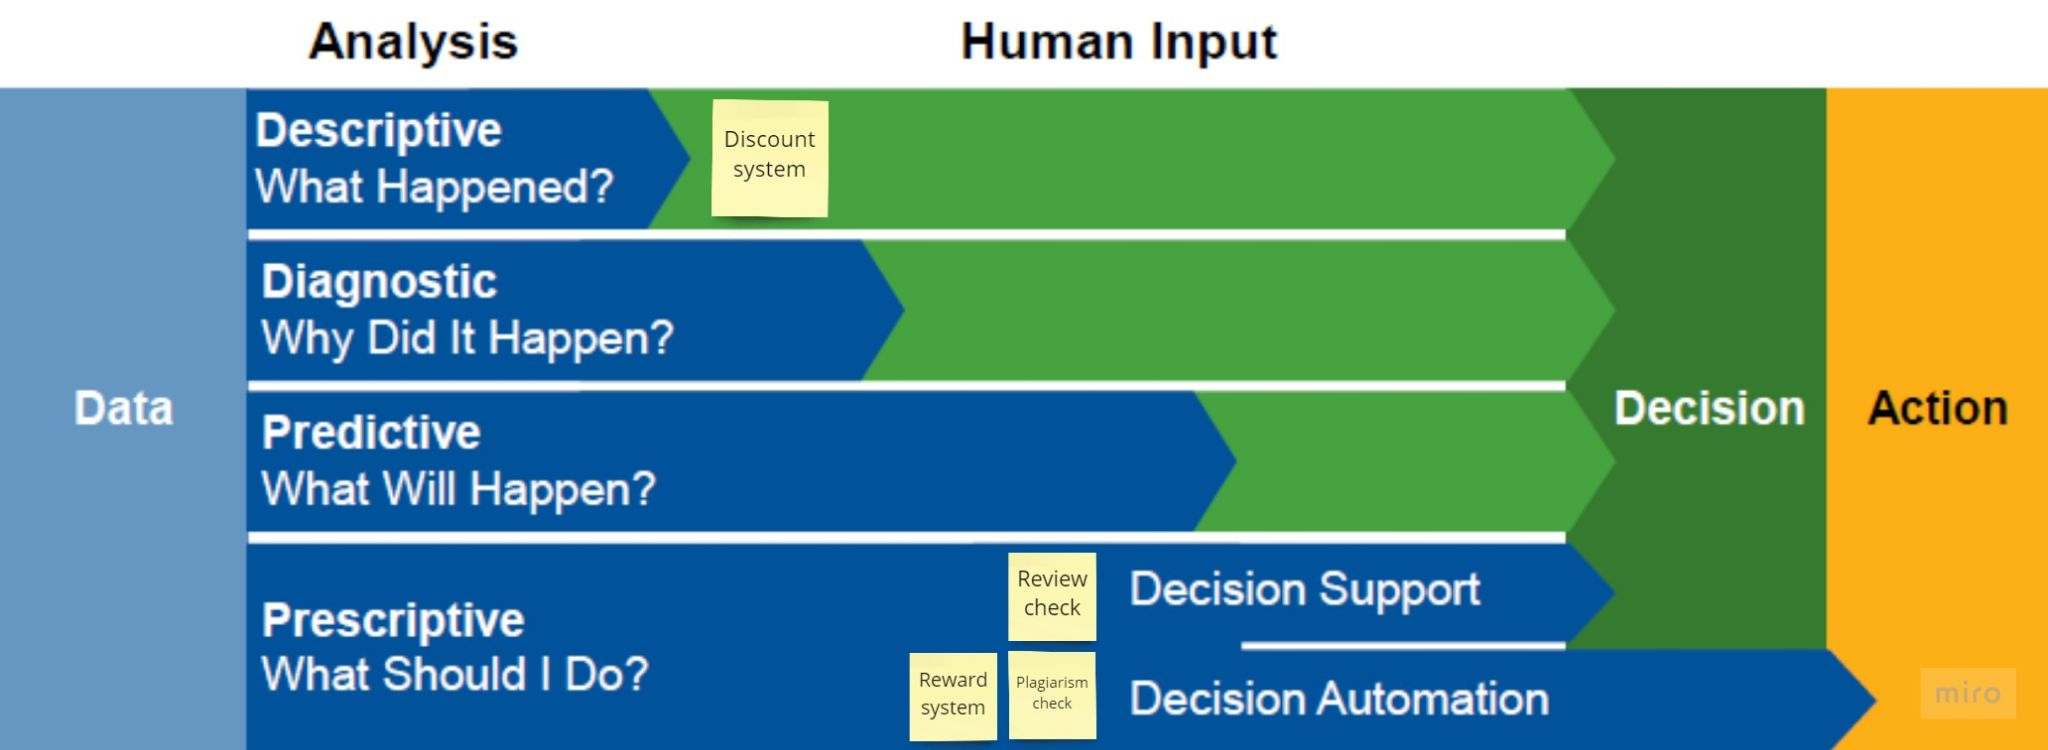 Analysis
Human Input
Descriptive
What Happened?
Discount
system
Diagnostic
Why Did It Happen?
Data
Predictive
What Will Happen?
Decision
Action
Prescriptive
What Should I Do?
Review
check
Decision Support
Reward
system
Plagiarism
check
Decision Automation
miro